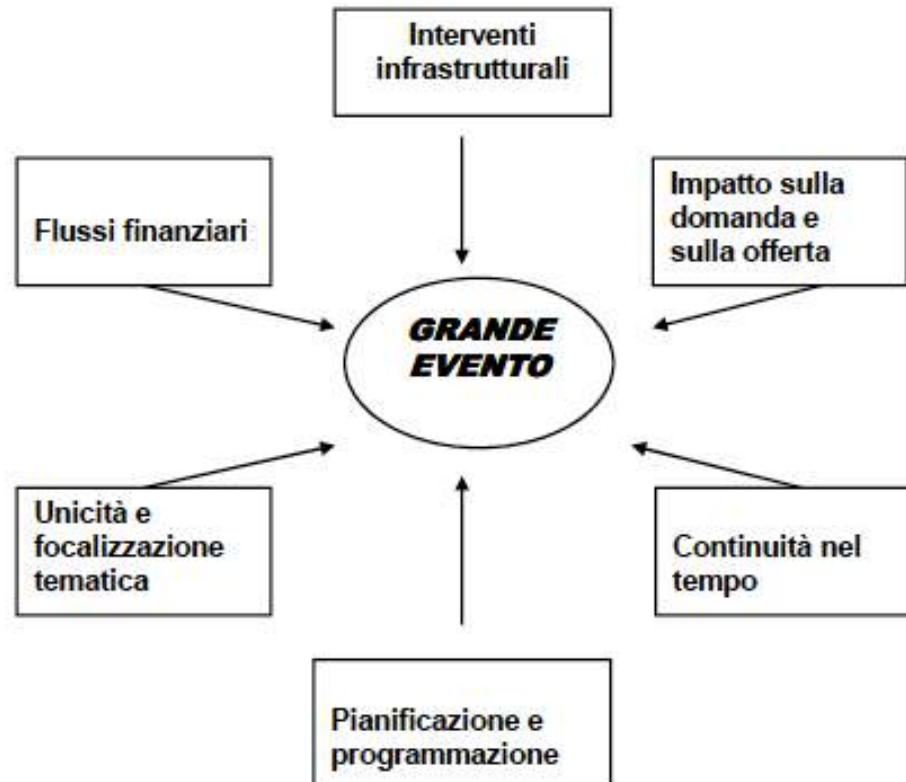 Interventi
infrastrutturali
Flussi finanziari
Impatto sulla
domanda e
sulla offerta
GRANDE
EVENTO
Unicità e
focalizzazione
tematica
Continuità nel
tempo
Pianificazione e
programmazione